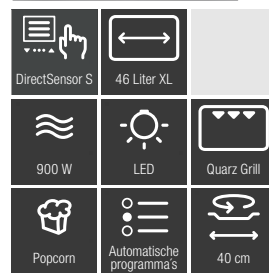 DirectSensor S
46 Liter XL
900 W
LED
Quarz Grill
Popcorn
Automatische
programma's
40 cm